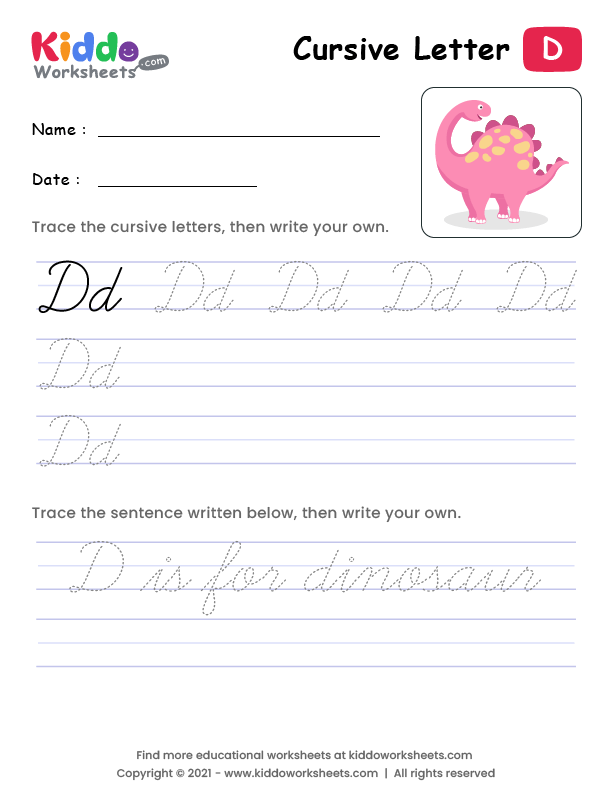 Kiddo
Worksheets.com
Cursive Letter D
Name :
Date :
Trace the cursive letters, then write your own.
Dd Dd Dd Dd Dd
Dd
Dd
Trace the sentence written below, then write your own.
D is for dinosaur
Find more educational worksheets at kiddoworksheets.com
Copyright © 2021 - www.kiddoworksheets.com | All rights reserved